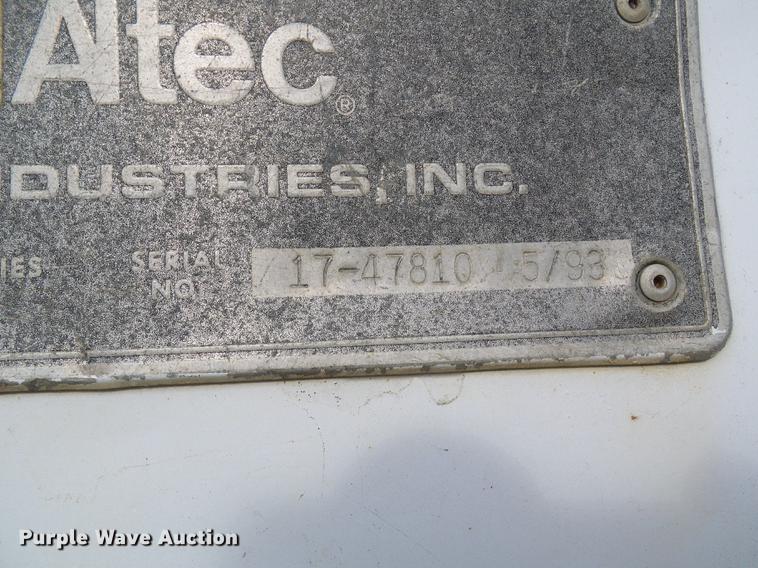 Altec®
DUSTRIES, INC.
IES
SERIAL
NO.
17-47810 5/93
Purple Wave Auction